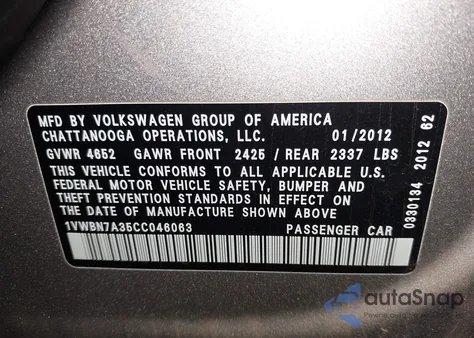 MFD BY VOLKSWAGEN GROUP OF AMERICA
CHATTANOOGA OPERATIONS, LLC. 01/2012
GVWR 4652 GAWR FRONT 2425 / REAR 2337 LBS
THIS VEHICLE CONFORMS TO ALL APPLICABLE U.S.
FEDERAL MOTOR VEHICLE SAFETY, BUMPER AND
THEFT PREVENTION STANDARDS IN EFFECT ON THE
DATE OF MANUFACTURE SHOWN ABOVE
1VWBN7A35CC046063 PASSENGER CAR
0330134 2012 62
autoSnap